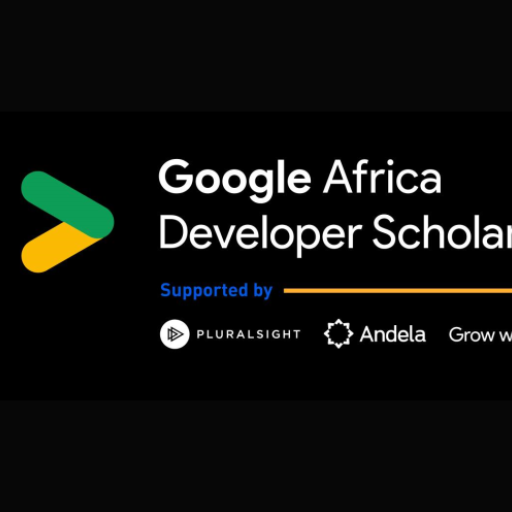 Google Africa
Developer Scholar
Supported by
PLURALSIGHT Andela Grow w